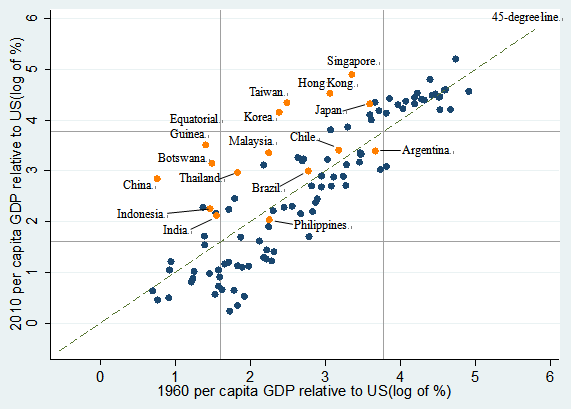 45-degree line
Singapore
Hong Kong
Taiwan
Japan
Korea
Equatorial
Guinea
Malaysia
Chile
Argentina
Botswana
Thailand
China
Brazil
Indonesia
India
Philippines
2010 per capita GDP relative to US(log of %)
6
5
4
3
2
1
0
0 1 2 3 4 5 6
1960 per capita GDP relative to US(log of %)